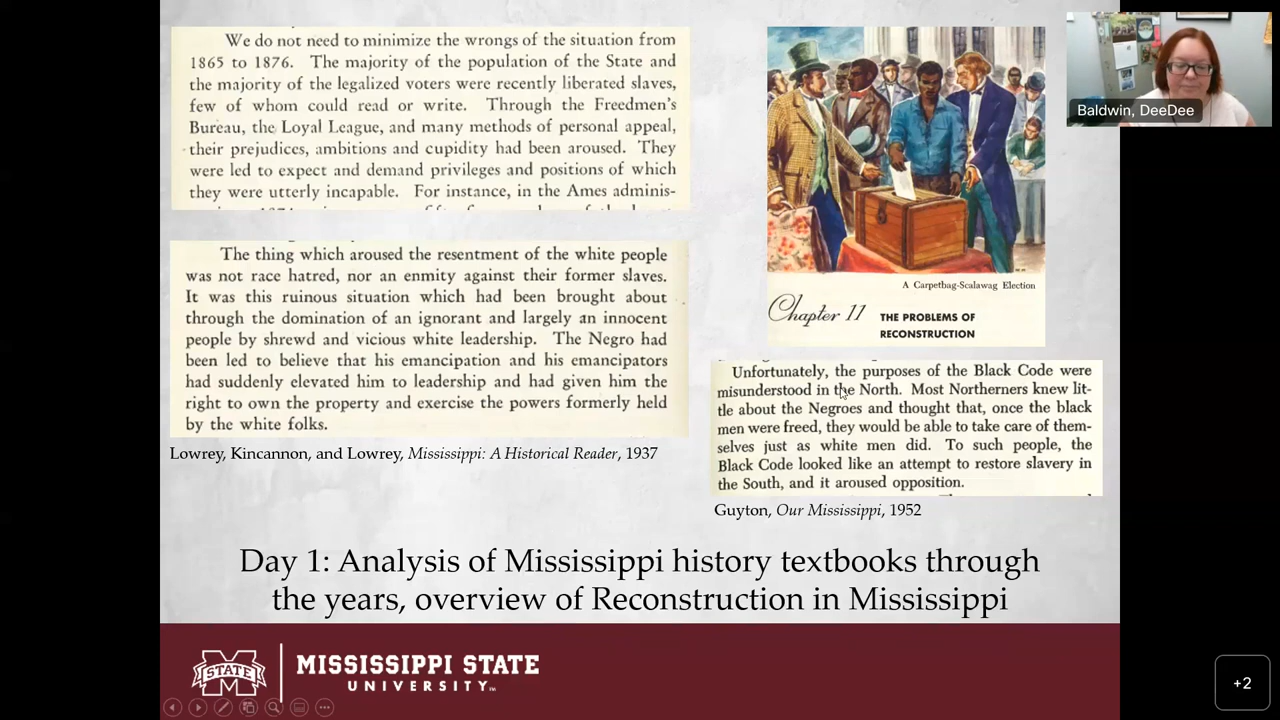 We do not need to minimize the wrongs of the situation from
1865 to 1876. The majority of the population of the State and
the majority of the legalized voters were recently liberated slaves,
few of whom could read or write. Through the Freedmen's
Bureau, the Loyal League, and many methods of personal appeal,
their prejudices, ambitions and cupidity had been aroused. They
were led to expect and demand privileges and positions of which
they were utterly incapable. For instance, in the Ames adminis-
The thing which aroused the resentment of the white people
was not race hatred, nor an enmity against their former slaves.
It was this ruinous situation which had been brought about
through the domination of an ignorant and largely an innocent
people by shrewd and vicious white leadership. The Negro had
been led to believe that his emancipation and his emancipators
had suddenly elevated him to leadership and had given him the
right to own the property and exercise the powers formerly held
by the white folks.
Lowrey, Kincannon, and Lowrey, Mississippi: A Historical Reader, 1937
A Carpetbag-Scalawag Election
Chapter 11 THE PROBLEMS OF
RECONSTRUCTION
Unfortunately, the purposes of the Black Code were
misunderstood in the North. Most Northerners knew lit-
tle about the Negroes and thought that, once the black
men were freed, they would be able to take care of them-
selves just as white men did. To such people, the
Black Code looked like an attempt to restore slavery in
the South, and it aroused opposition.
Guyton, Our Mississippi, 1952
Day 1: Analysis of Mississippi history textbooks through
the years, overview of Reconstruction in Mississippi
M STATE
MISSISSIPPI STATE
UNIVERSITY™
Baldwin, DeeDee
+2